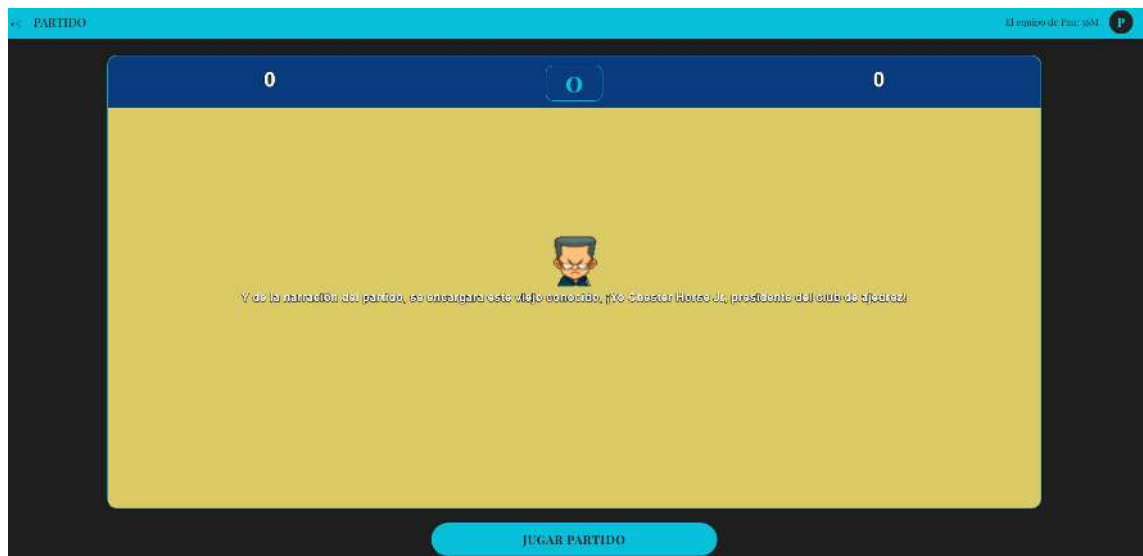 << PARTIDO
El equipo de Pau: 16M P
0 0 0
Y de la narración del partido, se encargara este viejo conocido, ¡Yo Chester Horse Jr, presidente del club de ajedrez!
JUGAR PARTIDO